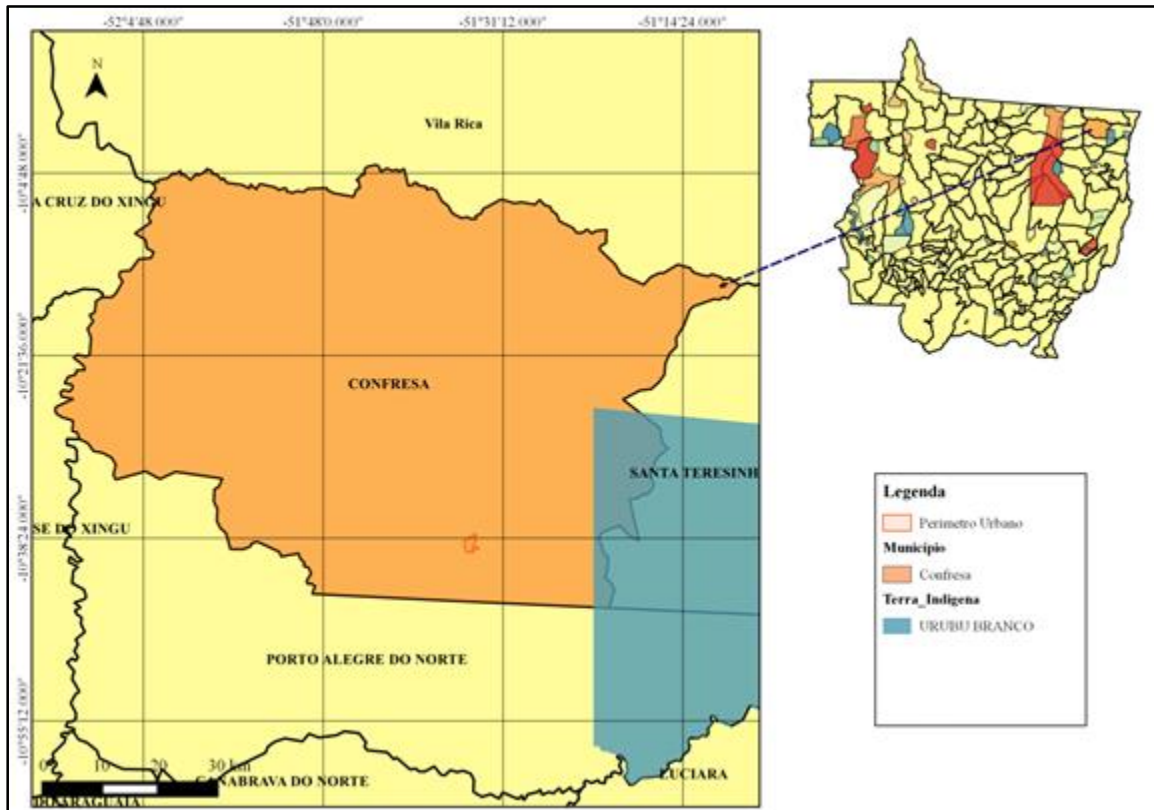 -52°4'48.000"
-51°48'0.000"
-51°31'12.000"
-51°14'24.000"
N
Vila Rica
-10°4'48.000"
A CRUZ DO XINGU
-10°21'36.000"
CONFRESA
SANTA TERESINH
SE DO XINGU
-10°38'24.000"
PORTO ALEGRE DO NORTE
-10°55'12.000"
0 10 20 30 km
CANABRAVA DO NORTE
LUCIARA
ARAGUAIA
Legenda
Perimetro Urbano
Município
Confresa
Terra_Indigena
URUBU BRANCO